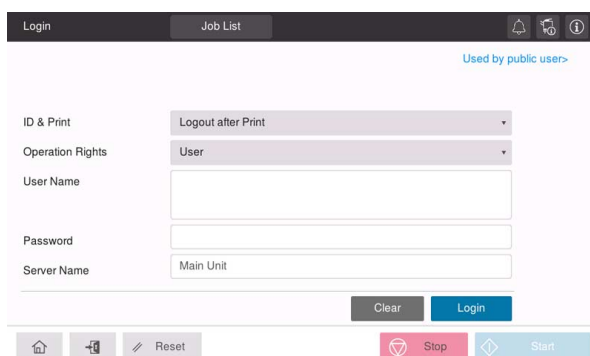 Login Job List
Used by public user>
ID & Print Logout after Print
Operation Rights User
User Name
Password
Server Name Main Unit
Clear Login
Reset Stop Start